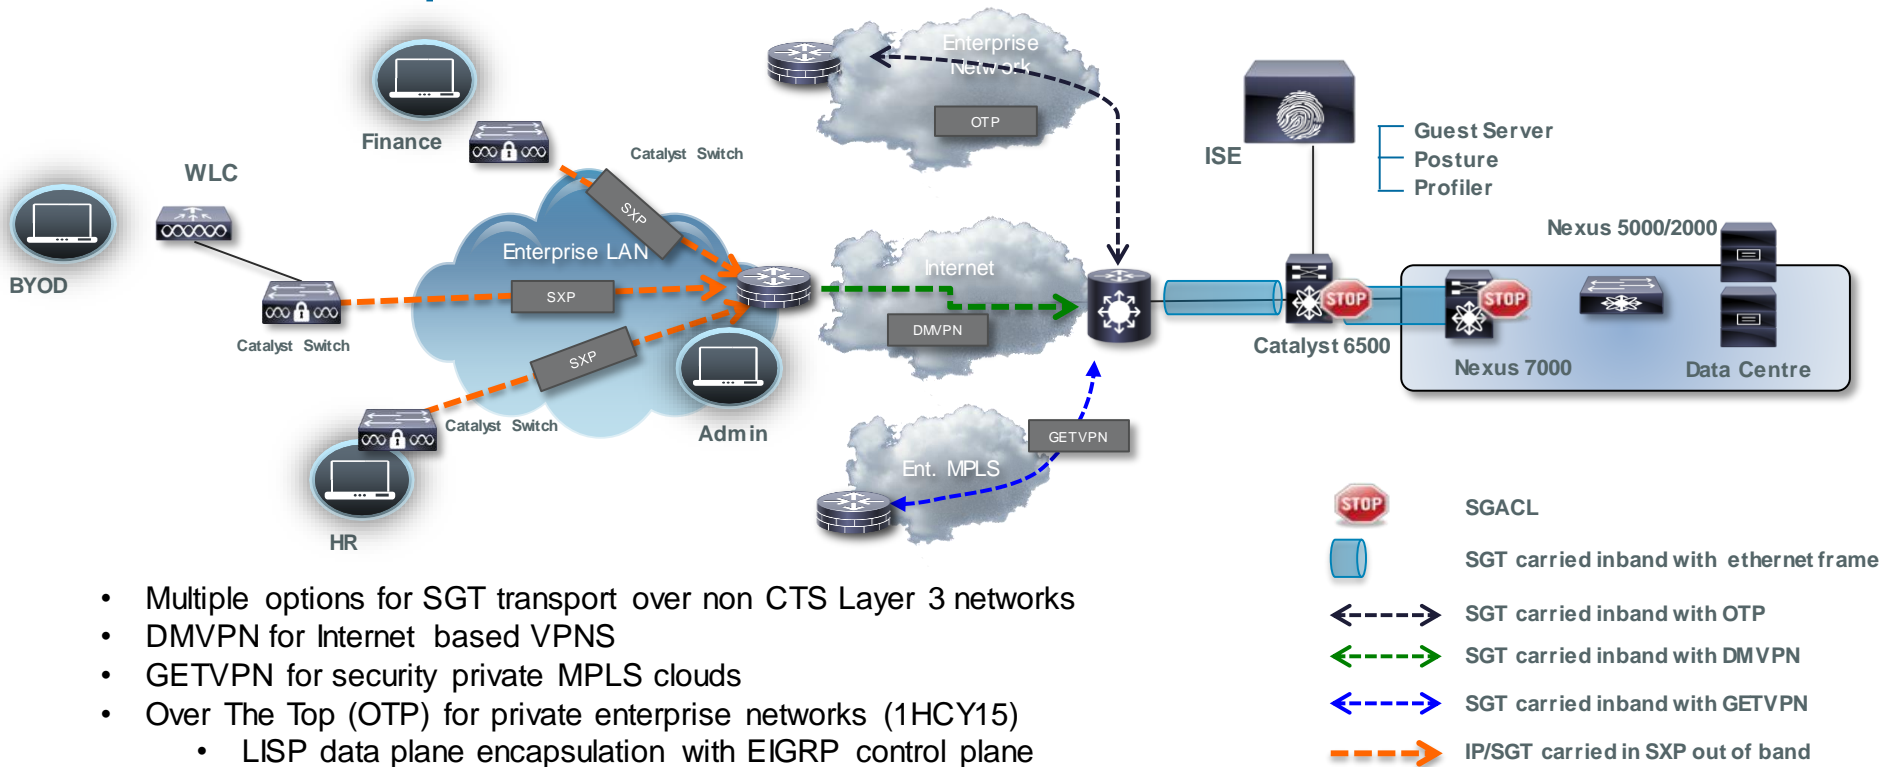 Enterprise
Network
OTP
Finance
Catalyst Switch
WLC
SXP
Enterprise LAN
BYOD
SXP
Catalyst Switch
SXP
Catalyst Switch
HR
Admin
Internet
DMVPN
GETVPN
Ent. MPLS
ISE
Guest Server
Posture
Profiler
Nexus 5000/2000
STOP
STOP
Catalyst 6500
Nexus 7000
Data Centre
STOP
SGACL
SGT carried inband with ethernet frame
SGT carried inband with OTP
SGT carried inband with DMVPN
SGT carried inband with GETVPN
IP/SGT carried in SXP out of band
• Multiple options for SGT transport over non CTS Layer 3 networks
• DMVPN for Internet based VPNS
• GETVPN for security private MPLS clouds
• Over The Top (OTP) for private enterprise networks (1HCY15)
• LISP data plane encapsulation with EIGRP control plane